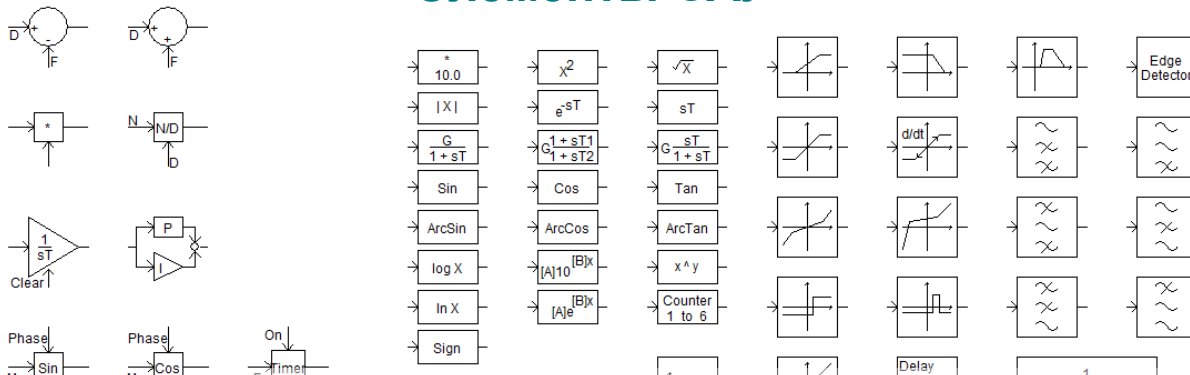 D + - F
D + + F
* 10.0
X2
√X
Edge
Detector
| X |
e-sT
sT
*
N N/D D
G 1 + sT
G 1 + sT1 1 + sT2
G sT 1 + sT
d/dt
Sin
Cos
Tan
1 sT
Clear
P
I
ArcSin
ArcCos
ArcTan
log X
[A]10[B]x
x ^ y
ln X
[A]e[B]x
Counter
1 to 6
Sign
Phase
Sin
Phase
Cos
On
Timer
Delay
1